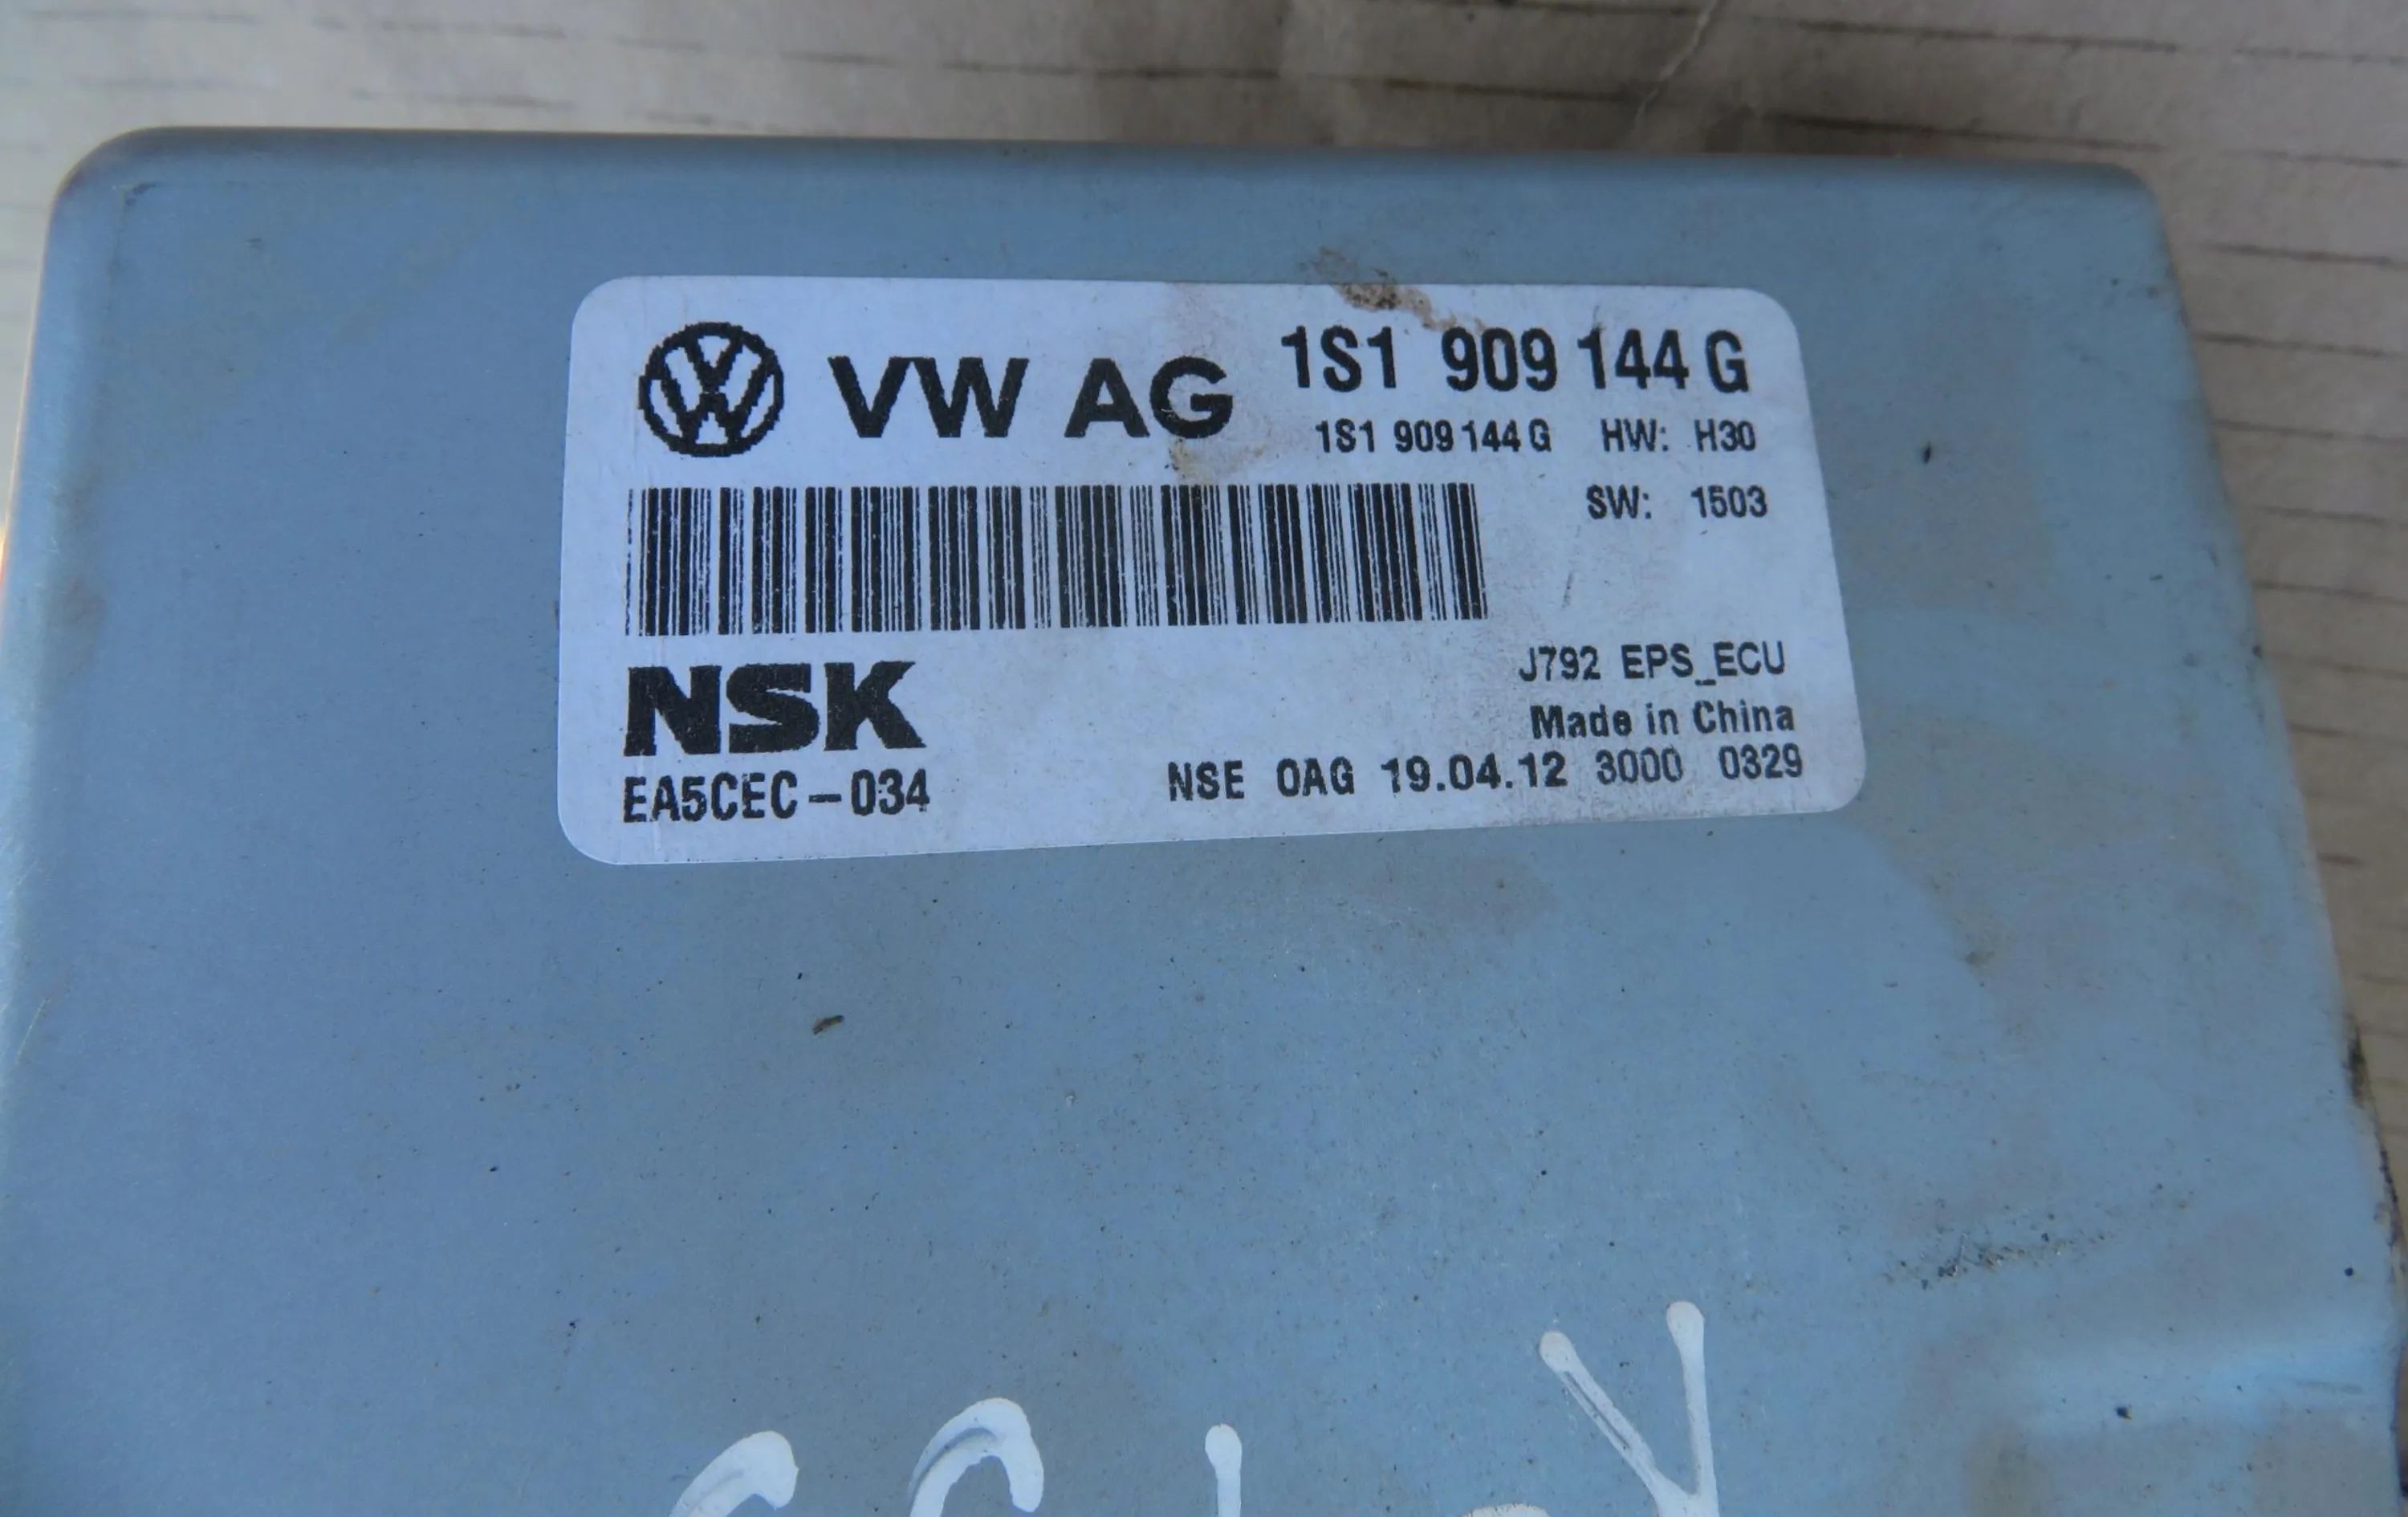 VW AG 1S1 909 144 G
1S1 909 144 G HW: H30
SW: 1503
NSK
J792 EPS_ECU
Made in China
EA5CEC-034 NSE 0AG 19.04.12 3000 0329